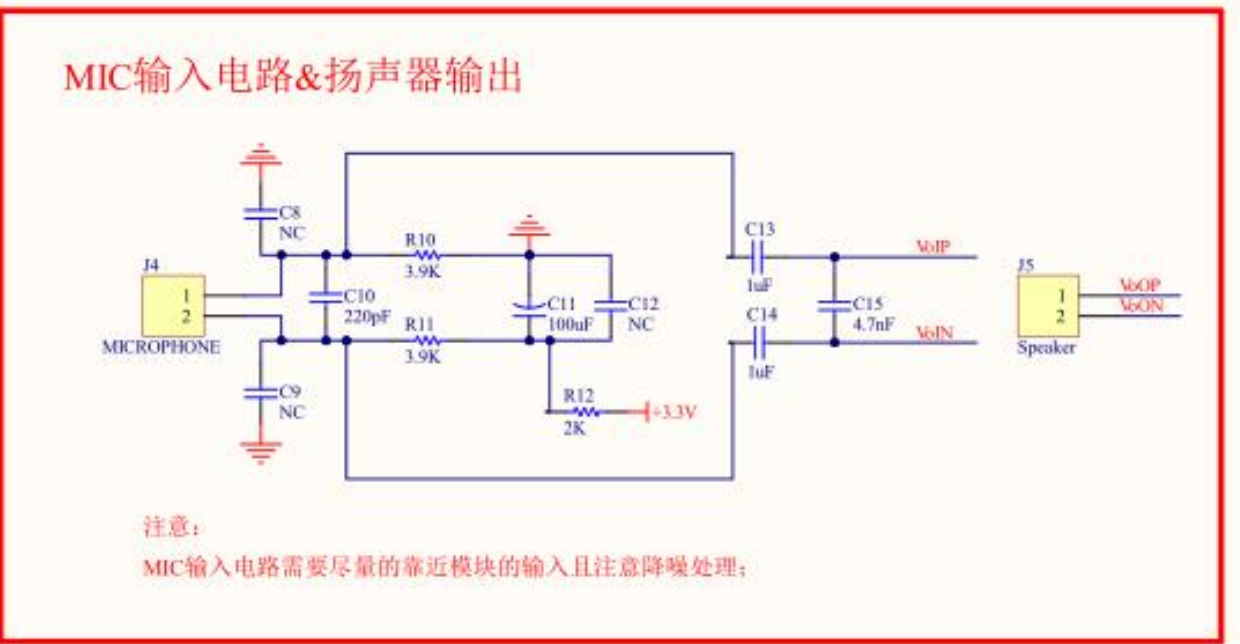 MIC输入电路&扬声器输出
C8
NC
R10
3.9K
C13
1uF
VoIP
J4
1
2
MICROPHONE
C10
220pF
C11
100uF
C12
NC
C15
4.7nF
J5
1
2
Speaker
VoOP
VoON
R11
3.9K
C14
1uF
VoIN
C9
NC
R12
2K
+3.3V
注意:
MIC输入电路需要尽量的靠近模块的输入且注意降噪处理;